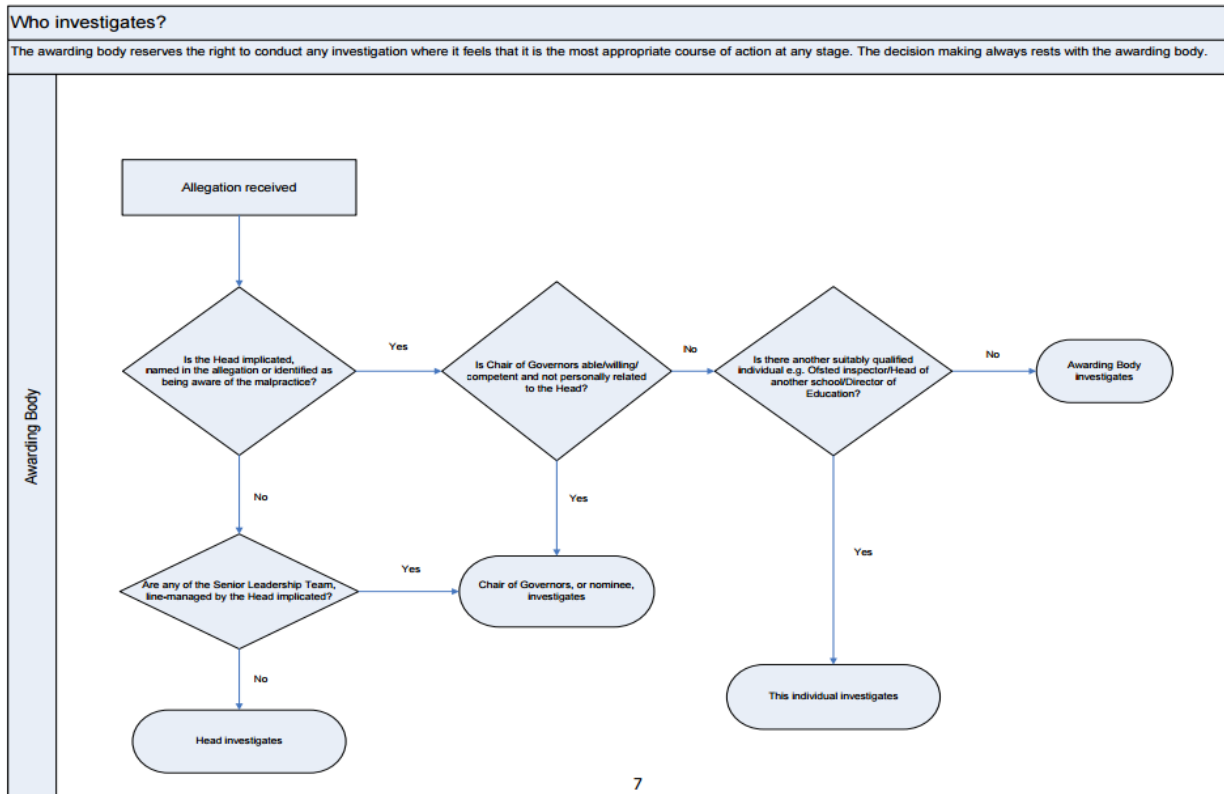 Who investigates?
The awarding body reserves the right to conduct any investigation where it feels that it is the most appropriate course of action at any stage. The decision making always rests with the awarding body.
Awarding Body
Allegation received
Is the Head implicated,
named in the allegation or identified as
being aware of the malpractice?
Yes
Is Chair of Governors able/willing/
competent and not personally related
to the Head?
No
Is there another suitably qualified
individual e.g. Ofsted inspector/Head of
another school/Director of
Education?
No
Awarding Body
investigates
No
Yes
Yes
Are any of the Senior Leadership Team,
line-managed by the Head implicated?
Yes
Chair of Governors, or nominee,
investigates
No
This individual investigates
Head investigates
7